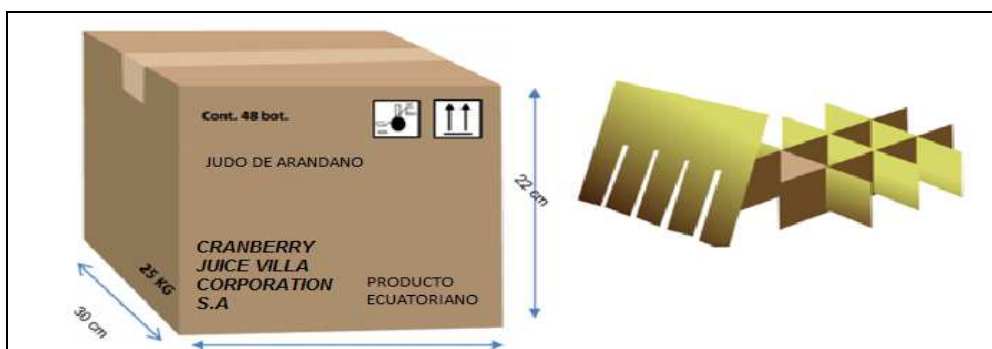 Cont. 48 bot.
JUDO DE ARANDANO
22 cm
CRANBERRY
JUICE VILLA
CORPORATION
S.A
25 KG
PRODUCTO
ECUATORIANO
30 cm